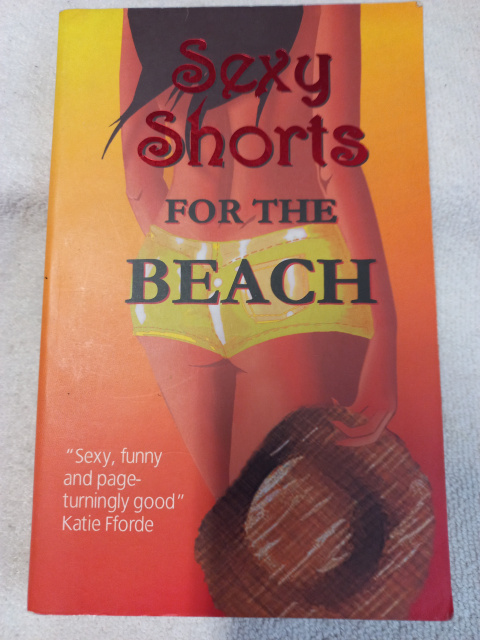 Sexy
Shorts
FOR THE
BEACH
“Sexy, funny
and page-
turningly good”
Katie Fforde